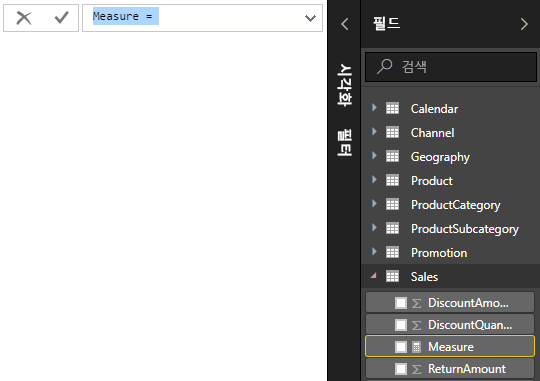 Measure =
필드
검색
시각화
필터
Calendar
Channel
Geography
Product
ProductCategory
ProductSubcategory
Promotion
Sales
DiscountAmo...
DiscountQuan...
Measure
ReturnAmount